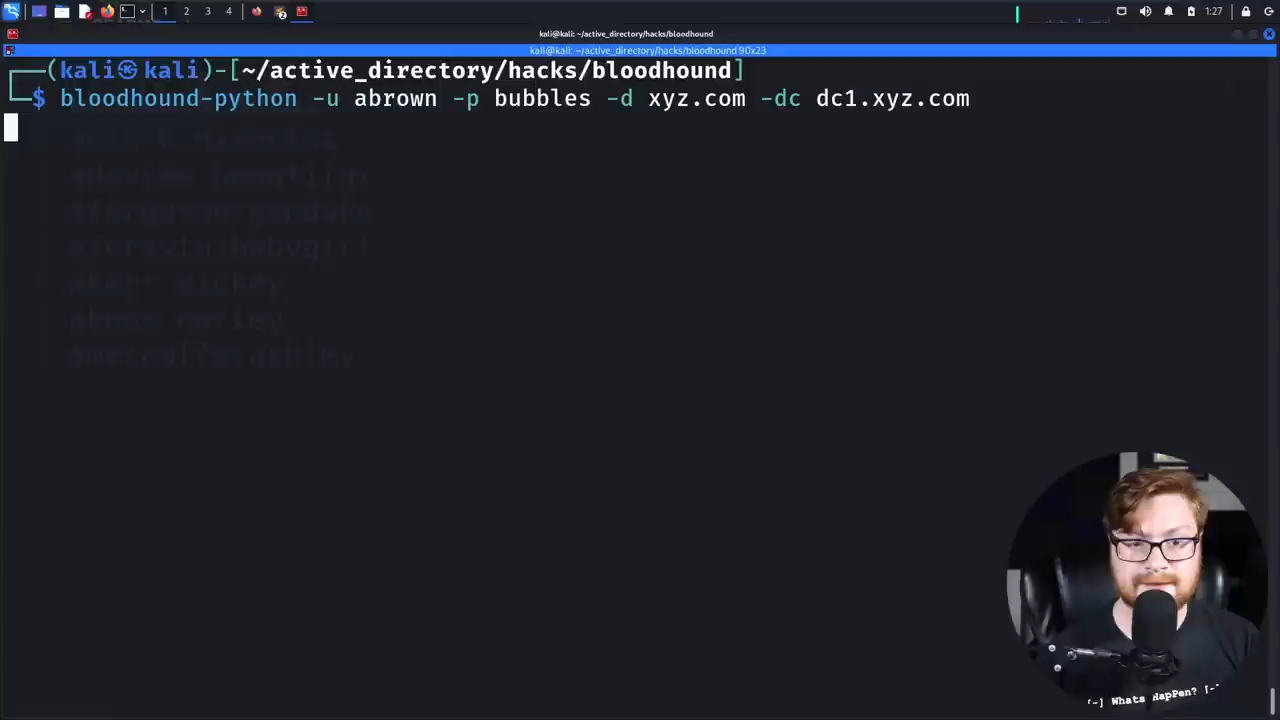 1 2 3 4
2
1:27
kali@kali: ~/active_directory/hacks/bloodhound
kali@kali: ~/active_directory/hacks/bloodhound 90x23
┌──(kali㉿kali)-[~/active_directory/hacks/bloodhound]
└─$ bloodhound-python -u abrown -p bubbles -d xyz.com -dc dc1.xyz.com
[-] Whats HapPen? [-]